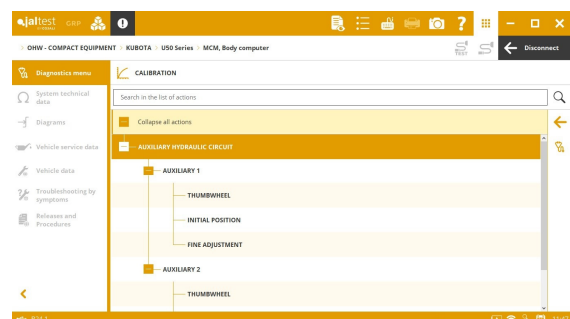 jaltest CRP
OHW - COMPACT EQUIPMENT KUBOTA U50 Series MCM, Body computer
TEST
Disconnect
Diagnostics menu
CALIBRATION
System technical data
Search in the list of actions
Diagrams
Collapse all actions
Vehicle service data
AUXILIARY HYDRAULIC CIRCUIT
Vehicle data
AUXILIARY 1
Troubleshooting by symptoms
THUMBWHEEL
Releases and Procedures
INITIAL POSITION
FINE ADJUSTMENT
AUXILIARY 2
THUMBWHEEL